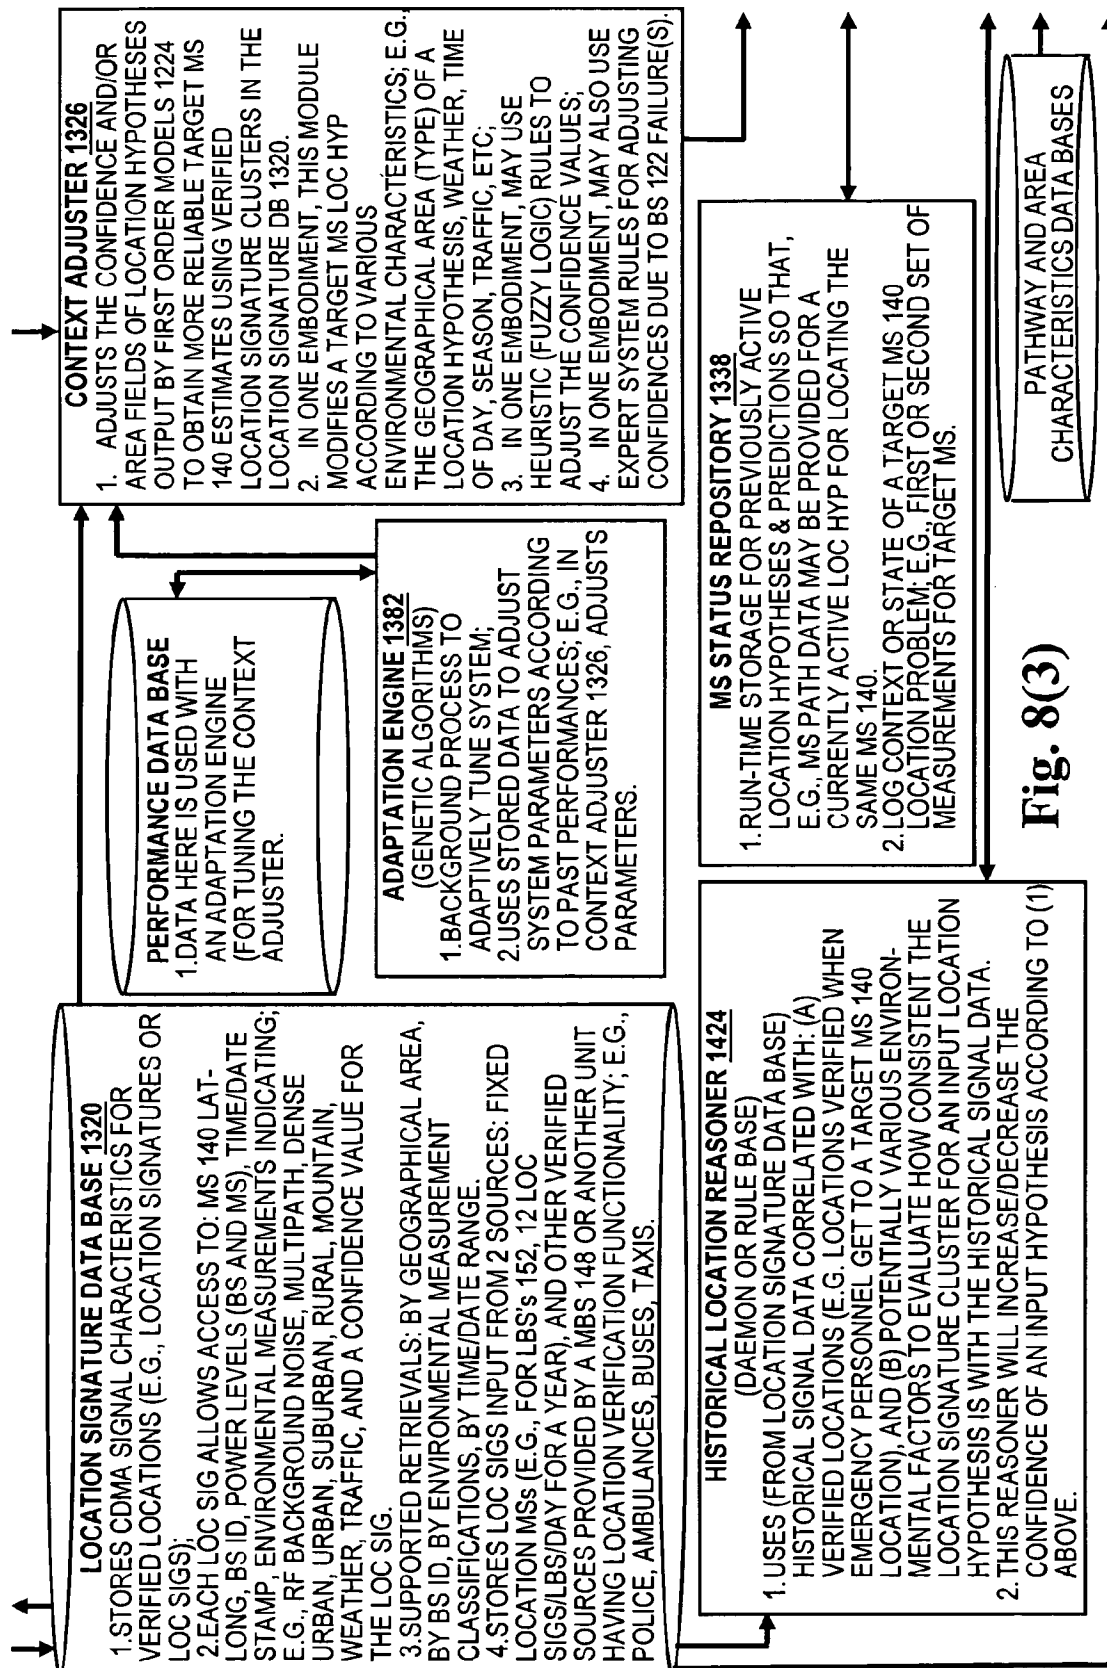 LOCATION SIGNATURE DATA BASE 1320
1.STORES CDMA SIGNAL CHARACTERISTICS FOR
VERIFIED LOCATIONS (E.G., LOCATION SIGNATURES OR
LOC SIGS);
2.EACH LOC SIG ALLOWS ACCESS TO: MS 140 LAT-
LONG, BS ID, POWER LEVELS (BS AND MS), TIME/DATE
STAMP, ENVIRONMENTAL MEASUREMENTS INDICATING;
E.G., RF BACKGROUND NOISE, MULTIPATH, DENSE
URBAN, URBAN, SUBURBAN, RURAL, MOUNTAIN,
WEATHER, TRAFFIC, AND A CONFIDENCE VALUE FOR
THE LOC SIG.
3.SUPPORTED RETRIEVALS: BY GEOGRAPHICAL AREA,
BY BS ID, BY ENVIRONMENTAL MEASUREMENT
CLASSIFICATIONS, BY TIME/DATE RANGE.
4.STORES LOC SIGS INPUT FROM 2 SOURCES: FIXED
LOCATION MSs (E.G., FOR LBS's 152, 12 LOC
SIGS/LBS/DAY FOR A YEAR), AND OTHER VERIFIED
SOURCES PROVIDED BY A MBS 148 OR ANOTHER UNIT
HAVING LOCATION VERIFICATION FUNCTIONALITY; E.G.,
POLICE, AMBULANCES, BUSES, TAXIS.
PERFORMANCE DATA BASE
1.DATA HERE IS USED WITH
AN ADAPTATION ENGINE
(FOR TUNING THE CONTEXT
ADJUSTER.
ADAPTATION ENGINE 1382
(GENETIC ALGORITHMS)
1.BACKGROUND PROCESS TO
ADAPTIVELY TUNE SYSTEM;
2.USES STORED DATA TO ADJUST
SYSTEM PARAMETERS ACCORDING
TO PAST PERFORMANCES; E.G., IN
CONTEXT ADJUSTER 1326, ADJUSTS
PARAMETERS.
CONTEXT ADJUSTER 1326
1. ADJUSTS THE CONFIDENCE AND/OR
AREA FIELDS OF LOCATION HYPOTHESES
OUTPUT BY FIRST ORDER MODELS 1224
TO OBTAIN MORE RELIABLE TARGET MS
140 ESTIMATES USING VERIFIED
LOCATION SIGNATURE CLUSTERS IN THE
LOCATION SIGNATURE DB 1320.
2. IN ONE EMBODIMENT, THIS MODULE
MODIFIES A TARGET MS LOC HYP
ACCORDING TO VARIOUS
ENVIRONMENTAL CHARACTERISTICS; E.G.,
THE GEOGRAPHICAL AREA (TYPE) OF A
LOCATION HYPOTHESIS, WEATHER, TIME
OF DAY, SEASON, TRAFFIC, ETC;
3. IN ONE EMBODIMENT, MAY USE
HEURISTIC (FUZZY LOGIC) RULES TO
ADJUST THE CONFIDENCE VALUES;
4. IN ONE EMBODIMENT, MAY ALSO USE
EXPERT SYSTEM RULES FOR ADJUSTING
CONFIDENCES DUE TO BS 122 FAILURE(S).
HISTORICAL LOCATION REASONER 1424
(DAEMON OR RULE BASE)
1.USES (FROM LOCATION SIGNATURE DATA BASE)
HISTORICAL SIGNAL DATA CORRELATED WITH: (A)
VERIFIED LOCATIONS (E.G. LOCATIONS VERIFIED WHEN
EMERGENCY PERSONNEL GET TO A TARGET MS 140
LOCATION), AND (B) POTENTIALLY VARIOUS ENVIRON-
MENTAL FACTORS TO EVALUATE HOW CONSISTENT THE
LOCATION SIGNATURE CLUSTER FOR AN INPUT LOCATION
HYPOTHESIS IS WITH THE HISTORICAL SIGNAL DATA.
2. THIS REASONER WILL INCREASE/DECREASE THE
CONFIDENCE OF AN INPUT HYPOTHESIS ACCORDING TO (1)
ABOVE.
MS STATUS REPOSITORY 1338
1. RUN-TIME STORAGE FOR PREVIOUSLY ACTIVE
LOCATION HYPOTHESES & PREDICTIONS SO THAT,
E.G., MS PATH DATA MAY BE PROVIDED FOR A
CURRENTLY ACTIVE LOC HYP FOR LOCATING THE
SAME MS 140.
2. LOG CONTEXT OR STATE OF A TARGET MS 140
LOCATION PROBLEM; E.G., FIRST OR SECOND SET OF
MEASUREMENTS FOR TARGET MS.
Fig. 8(3)
PATHWAY AND AREA
CHARACTERISTICS DATA BASES